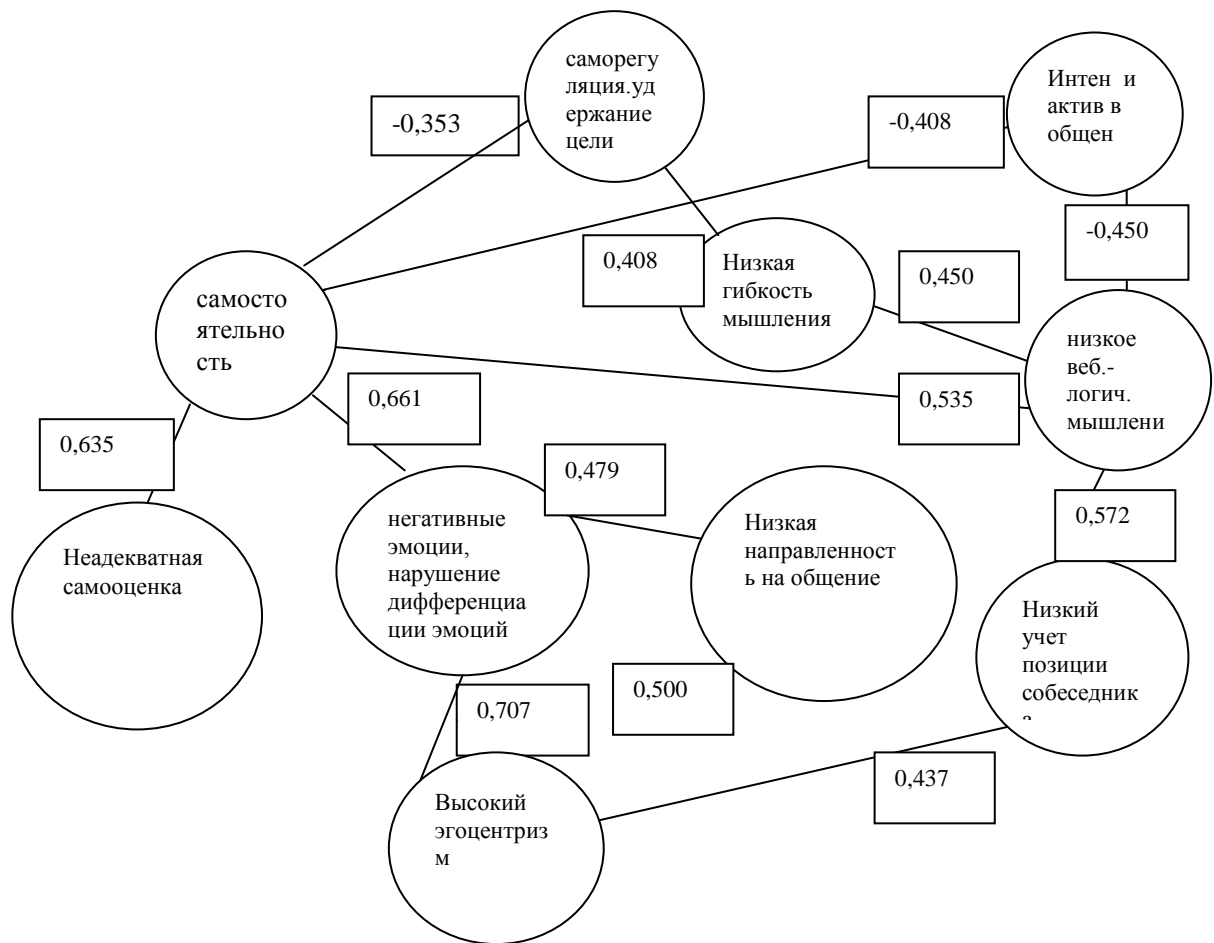 саморегу
ляция.уд
ержание
цели
Интен и
актив в
общен
-0,353
-0,408
-0,450
0,408
Низкая
гибкость
мышления
0,450
самосто
ятельно
сть
низкое
веб.-
логич.
мышлени
0,661
0,535
0,635
0,479
0,572
негативные
эмоции,
нарушение
дифференциа
ции эмоций
Низкая
направленност
ь на общение
Неадекватная
самооценка
Низкий
учет
позиции
собеседник
0,500
0,707
0,437
Высокий
эгоцентриз
м